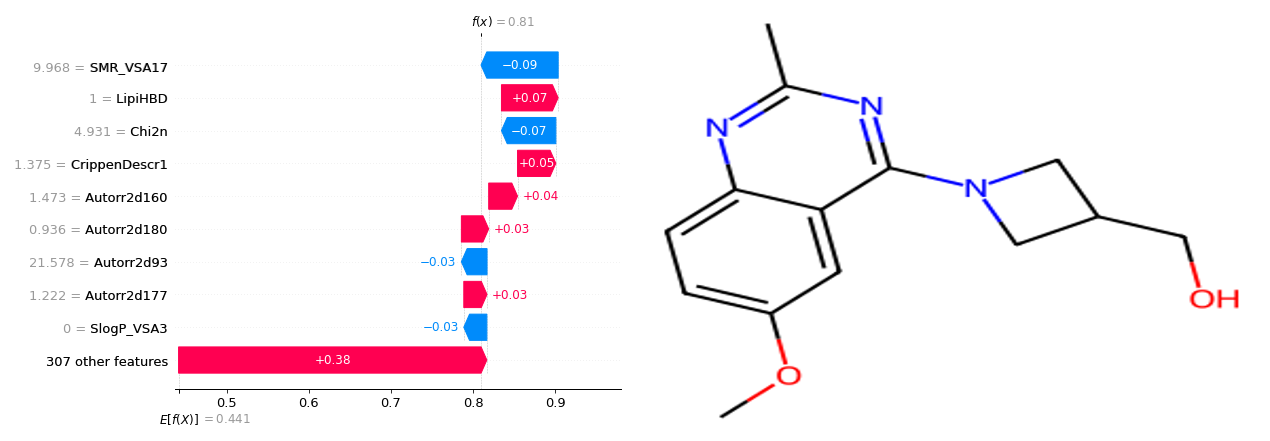 f(x) = 0.81
9.968 = SMR_VSA17
−0.09
1 = LipiHBD
+0.07
4.931 = Chi2n
−0.07
1.375 = CrippenDescr1
+0.05
1.473 = Autorr2d160
+0.04
0.936 = Autorr2d180
+0.03
21.578 = Autorr2d93
−0.03
1.222 = Autorr2d177
+0.03
0 = SlogP_VSA3
−0.03
307 other features
+0.38
0.5 0.6 0.7 0.8 0.9
E[f(X)] = 0.441
N
N
N
OH
O